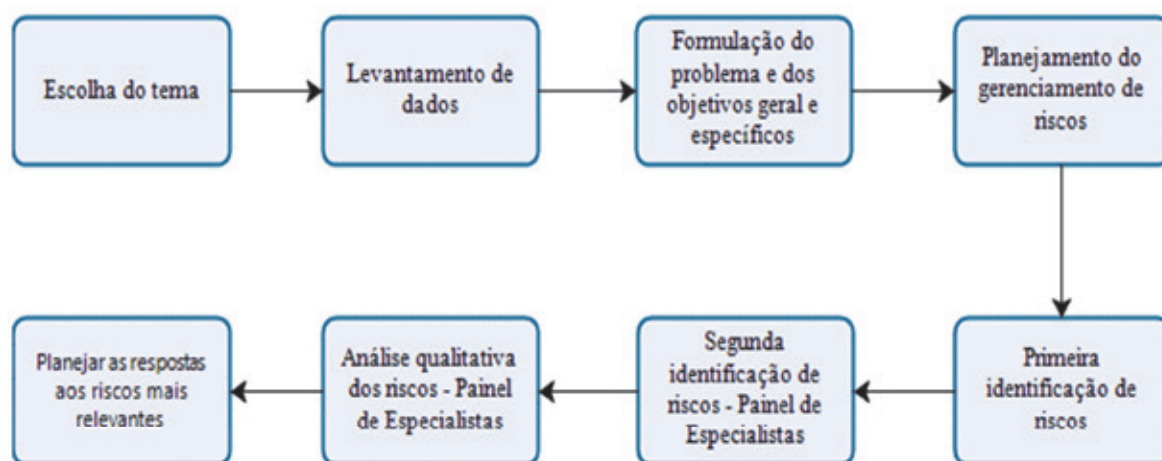 Escolha do tema
Levantamento de
dados
Formulação do
problema e dos
objetivos geral e
específicos
Planejamento do
gerenciamento de
riscos
Primeira
identificação de
riscos
Segunda
identificação de
riscos - Painel de
Especialistas
Análise qualitativa
dos riscos - Painel
de Especialistas
Planejar as respostas
aos riscos mais
relevantes